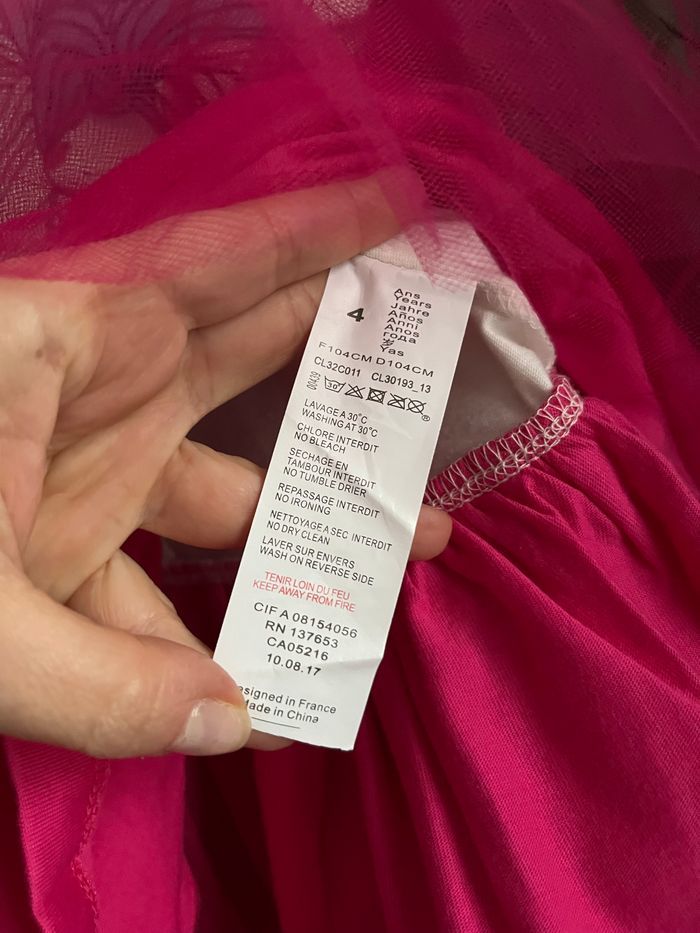 4
Ans
Years
Jahre
Años
Anni
Anos
года
岁
Yas
F104CM D104CM
CL32C011 CL30193_13
00439
30°
LAVAGE A 30°C
WASHING AT 30°C
CHLORE INTERDIT
NO BLEACH
SECHAGE EN
TAMBOUR INTERDIT
NO TUMBLE DRIER
REPASSAGE INTERDIT
NO IRONING
NETTOYAGE A SEC INTERDIT
NO DRY CLEAN
LAVER SUR ENVERS
WASH ON REVERSE SIDE
TENIR LOIN DU FEU
KEEP AWAY FROM FIRE
CIF A 08154056
RN 137653
CA05216
10.08.17
esigned in France
Made in China